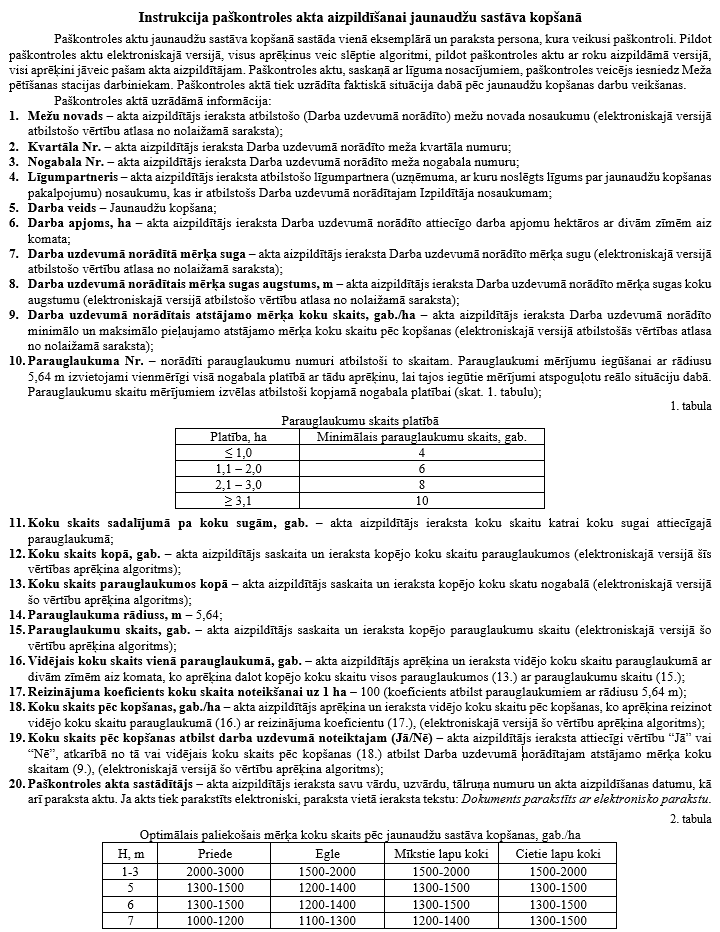 Instrukcija paškontroles akta aizpildīšanai jaunaudžu sastāva kopšanā
Paškontroles aktu jaunaudžu sastāva kopšanā sastāda vienā eksemplārā un paraksta persona, kura veikusi paškontroli. Pildot
paškontroles aktu elektroniskajā versijā, visus aprēķinus veic slēptie algoritmi, pildot paškontroles aktu ar roku aizpildāmā versijā,
visi aprēķini jāveic pašam akta aizpildītājam. Paškontroles aktu, saskaņā ar līguma nosacījumiem, paškontroles veicējs iesniedz Meža
pētīšanas stacijas darbiniekam. Paškontroles aktā tiek uzrādīta faktiskā situācija dabā pēc jaunaudžu kopšanas darbu veikšanas.
Paškontroles aktā uzrādāmā informācija:
1. Mežu novads – akta aizpildītājs ieraksta atbilstošo (Darba uzdevumā norādīto) mežu novada nosaukumu (elektroniskajā versijā
atbilstošo vērtību atlasa no nolaižamā saraksta);
2. Kvartāla Nr. – akta aizpildītājs ieraksta Darba uzdevumā norādīto meža kvartāla numuru;
3. Nogabala Nr. – akta aizpildītājs ieraksta Darba uzdevumā norādīto meža nogabala numuru;
4. Līgumpartneris – akta aizpildītājs ieraksta atbilstošo līgumpartnera (uzņēmuma, ar kuru noslēgts līgums par jaunaudžu kopšanas
pakalpojumu) nosaukumu, kas ir atbilstošs Darba uzdevumā norādītajam Izpildītāja nosaukumam;
5. Darba veids – Jaunaudžu kopšana;
6. Darba apjoms, ha – akta aizpildītājs ieraksta Darba uzdevumā norādīto attiecīgo darba apjomu hektāros ar divām zīmēm aiz
komata;
7. Darba uzdevumā norādītā mērķa suga – akta aizpildītājs ieraksta Darba uzdevumā norādīto mērķa sugu (elektroniskajā versijā
atbilstošo vērtību atlasa no nolaižamā saraksta);
8. Darba uzdevumā norādītais mērķa sugas augstums, m – akta aizpildītājs ieraksta Darba uzdevumā norādīto mērķa sugas koku
augstumu (elektroniskajā versijā atbilstošo vērtību atlasa no nolaižamā saraksta);
9. Darba uzdevumā norādītais atstājamo mērķa koku skaits, gab./ha – akta aizpildītājs ieraksta Darba uzdevumā norādīto
minimālo un maksimālo pieļaujamo atstājamo mērķa koku skaitu pēc kopšanas (elektroniskajā versijā atbilstošās vērtības atlasa
no nolaižamā saraksta);
10. Parauglaukuma Nr. – norādīti parauglaukumu numuri atbilstoši to skaitam. Parauglaukumi mērījumu iegūšanai ar rādiusu
5,64 m izvietojami vienmērīgi visā nogabala platībā ar tādu aprēķinu, lai tajos iegūtie mērījumi atspoguļotu reālo situāciju dabā.
Parauglaukumu skaitu mērījumiem izvēlas atbilstoši kopjamā nogabala platībai (skat. 1. tabulu);
1. tabula
Parauglaukumu skaits platībā
Platība, ha Minimālais parauglaukumu skaits, gab.
≤ 1,0 4
1,1 – 2,0 6
2,1 – 3,0 8
≥ 3,1 10
11. Koku skaits sadalījumā pa koku sugām, gab. – akta aizpildītājs ieraksta koku skaitu katrai koku sugai attiecīgajā
parauglaukumā;
12. Koku skaits kopā, gab. – akta aizpildītājs saskaita un ieraksta kopējo koku skaitu parauglaukumos (elektroniskajā versijā šīs
vērtības aprēķina algoritms);
13. Koku skaits parauglaukumos kopā – akta aizpildītājs saskaita un ieraksta kopējo koku skatu nogabalā (elektroniskajā versijā
šo vērtību aprēķina algoritms);
14. Parauglaukuma rādiuss, m – 5,64;
15. Parauglaukumu skaits, gab. – akta aizpildītājs saskaita un ieraksta kopējo parauglaukumu skaitu (elektroniskajā versijā šo
vērtību aprēķina algoritms);
16. Vidējais koku skaits vienā parauglaukumā, gab. – akta aizpildītājs aprēķina un ieraksta vidējo koku skaitu parauglaukumā ar
divām zīmēm aiz komata, ko aprēķina dalot kopējo koku skaitu visos parauglaukumos (13.) ar parauglaukumu skaitu (15.);
17. Reizinājuma koeficients koku skaita noteikšanai uz 1 ha – 100 (koeficients atbilst parauglaukumiem ar rādiusu 5,64 m);
18. Koku skaits pēc kopšanas, gab./ha – akta aizpildītājs aprēķina un ieraksta vidējo koku skaitu pēc kopšanas, ko aprēķina reizinot
vidējo koku skaitu parauglaukumā (16.) ar reizinājuma koeficientu (17.), (elektroniskajā versijā šo vērtību aprēķina algoritms);
19. Koku skaits pēc kopšanas atbilst darba uzdevumā noteiktajam (Jā/Nē) – akta aizpildītājs ieraksta attiecīgi vērtību “Jā” vai
“Nē”, atkarībā no tā vai vidējais koku skaits pēc kopšanas (18.) atbilst Darba uzdevumā norādītajam atstājamo mērķa koku
skaitam (9.), (elektroniskajā versijā šo vērtību aprēķina algoritms);
20. Paškontroles akta sastādītājs – akta aizpildītājs ieraksta savu vārdu, uzvārdu, tālruņa numuru un akta aizpildīšanas datumu, kā
arī paraksta aktu. Ja akts tiek parakstīts elektroniski, paraksta vietā ieraksta tekstu: Dokuments parakstīts ar elektronisko parakstu.
2. tabula
Optimālais paliekošais mērķa koku skaits pēc jaunaudžu sastāva kopšanas, gab./ha
H, m Priede Egle Mīkstie lapu koki Cietie lapu koki
1-3 2000-3000 1500-2000 1500-2000 1500-2000
5 1300-1500 1200-1400 1300-1500 1300-1500
6 1300-1500 1200-1400 1300-1500 1300-1500
7 1000-1200 1100-1300 1200-1400 1300-1500